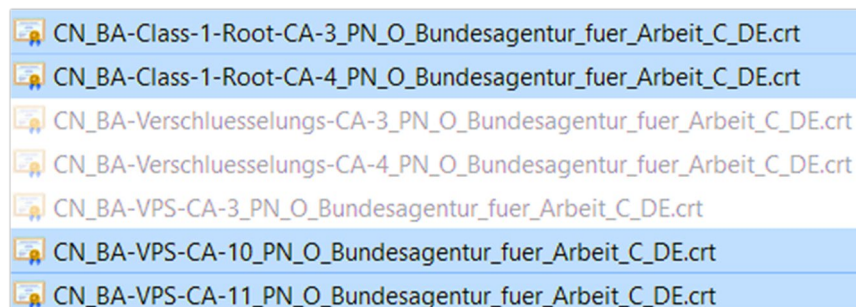 CN_BA-Class-1-Root-CA-3_PN_O_Bundesagentur_fuer_Arbeit_C_DE.crt
CN_BA-Class-1-Root-CA-4_PN_O_Bundesagentur_fuer_Arbeit_C_DE.crt
CN_BA-Verschluesselungs-CA-3_PN_O_Bundesagentur_fuer_Arbeit_C_DE.crt
CN_BA-Verschluesselungs-CA-4_PN_O_Bundesagentur_fuer_Arbeit_C_DE.crt
CN_BA-VPS-CA-3_PN_O_Bundesagentur_fuer_Arbeit_C_DE.crt
CN_BA-VPS-CA-10_PN_O_Bundesagentur_fuer_Arbeit_C_DE.crt
CN_BA-VPS-CA-11_PN_O_Bundesagentur_fuer_Arbeit_C_DE.crt